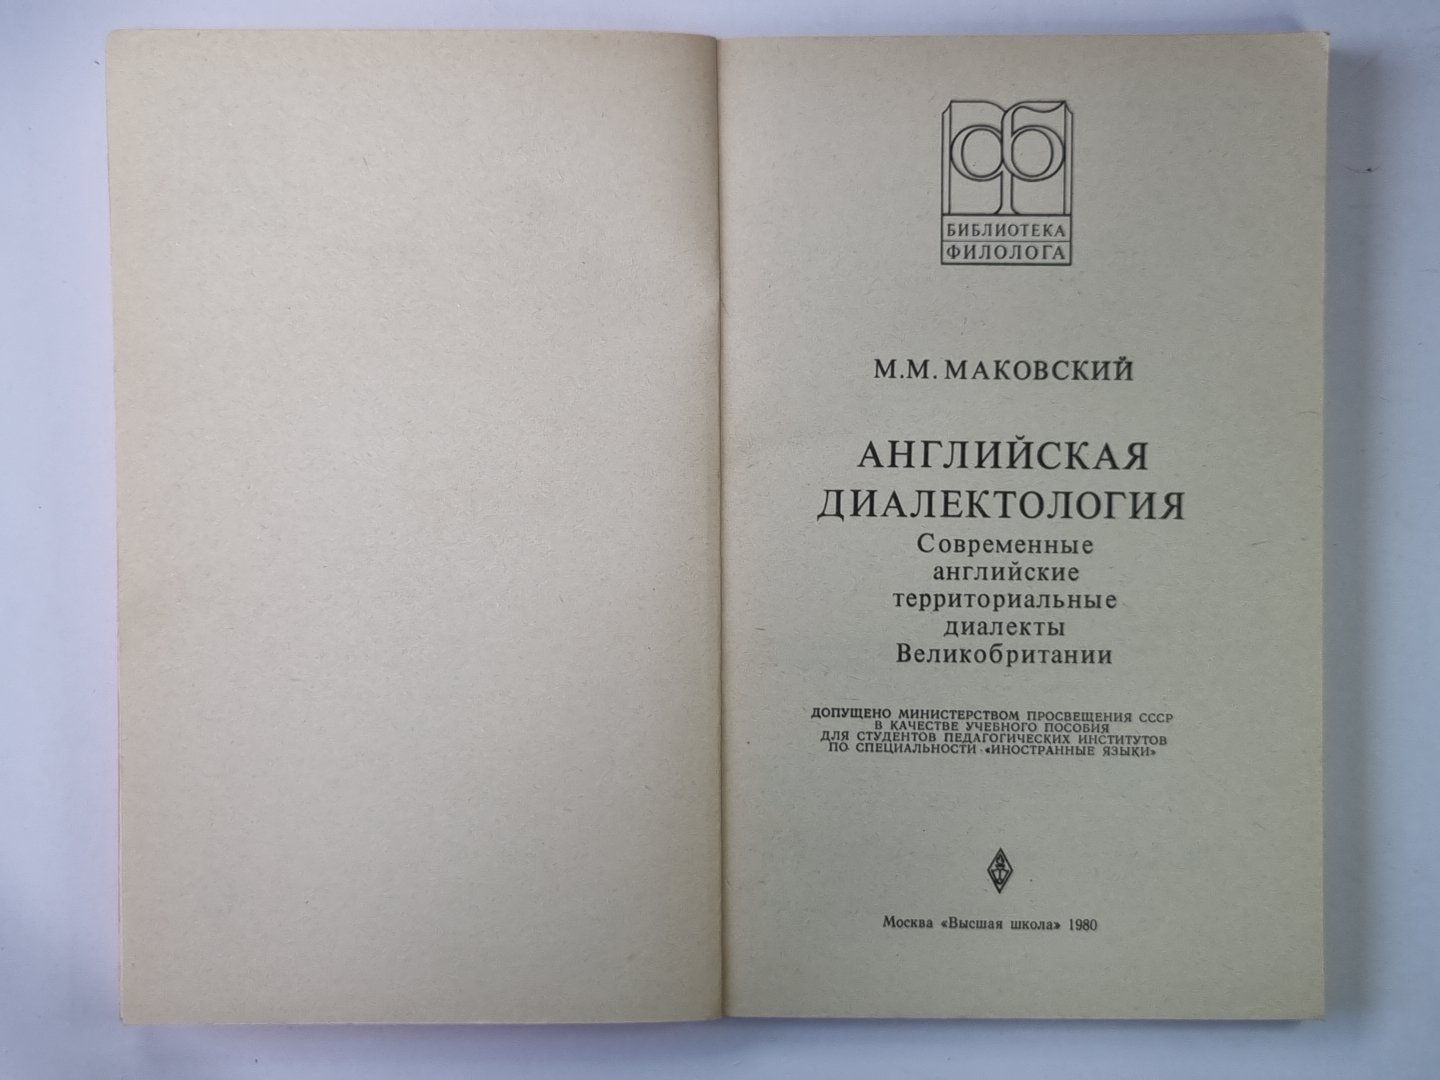 ФБ
БИБЛИОТЕКА
ФИЛОЛОГА
М.М. МАКОВСКИЙ
АНГЛИЙСКАЯ
ДИАЛЕКТОЛОГИЯ
Современные
английские
территориальные
диалекты
Великобритании
ДОПУЩЕНО МИНИСТЕРСТВОМ ПРОСВЕЩЕНИЯ СССР
В КАЧЕСТВЕ УЧЕБНОГО ПОСОБИЯ
ДЛЯ СТУДЕНТОВ ПЕДАГОГИЧЕСКИХ ИНСТИТУТОВ
ПО СПЕЦИАЛЬНОСТИ «ИНОСТРАННЫЕ ЯЗЫКИ»
Москва «Высшая школа» 1980